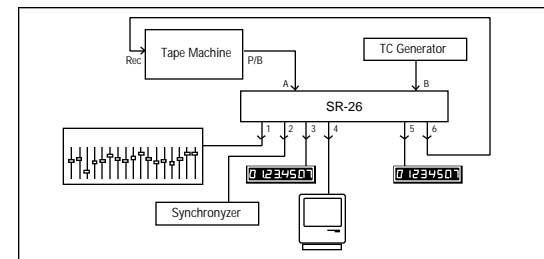 Tape Machine
TC Generator
Rec
P/B
A
B
SR-26
1 2 3 4 5 6
01234507
01234507
Synchronyzer